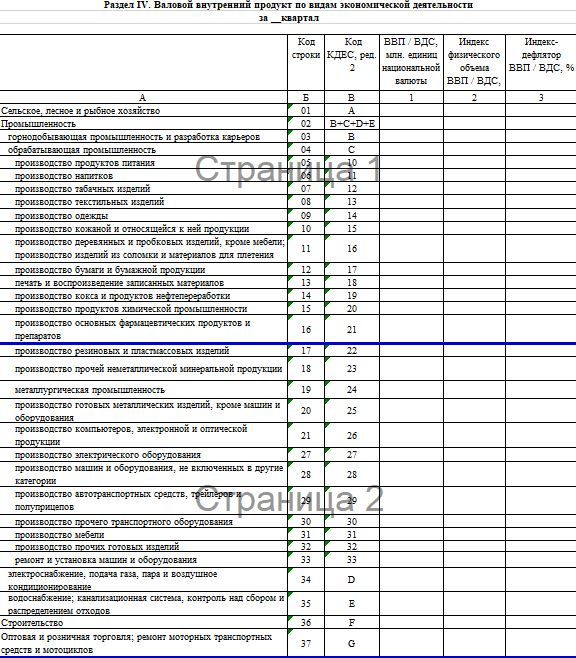 Раздел IV. Валовой внутренний продукт по видам экономической деятельности
за __квартал
Код строки
Код КДЕС, ред. 2
ВВП / ВДС, млн. единиц национальной валюты
Индекс физического объема ВВП / ВДС,
Индекс-дефлятор ВВП / ВДС, %
А Б В 1 2 3
Сельское, лесное и рыбное хозяйство 01 A
Промышленность 02 B+C+D+E
горнодобывающая промышленность и разработка карьеров 03 B
обрабатывающая промышленность 04 C
Страница 1
производство продуктов питания 05 10
производство напитков 06 11
производство табачных изделий 07 12
производство текстильных изделий 08 13
производство одежды 09 14
производство кожаной и относящейся к ней продукции 10 15
производство деревянных и пробковых изделий, кроме мебели;
производство изделий из соломки и материалов для плетения 11 16
производство бумаги и бумажной продукции 12 17
печать и воспроизведение записанных материалов 13 18
производство кокса и продуктов нефтепереработки 14 19
производство продуктов химической промышленности 15 20
производство основных фармацевтических продуктов и
препаратов 16 21
производство резиновых и пластмассовых изделий 17 22
производство прочей неметаллической минеральной продукции 18 23
металлургическая промышленность 19 24
производство готовых металлических изделий, кроме машин и
оборудования 20 25
производство компьютеров, электронной и оптической
продукции 21 26
производство электрического оборудования 27 27
производство машин и оборудования, не включенных в другие
категории 28 28
Страница 2
производство автотранспортных средств, трейлеров и
полуприцепов 29 29
производство прочего транспортного оборудования 30 30
производство мебели 31 31
производство прочих готовых изделий 32 32
ремонт и установка машин и оборудования 33 33
электроснабжение, подача газа, пара и воздушное
кондиционирование 34 D
водоснабжение; канализационная система, контроль над сбором и
распределением отходов 35 E
Строительство 36 F
Оптовая и розничная торговля; ремонт моторных транспортных
средств и мотоциклов 37 G